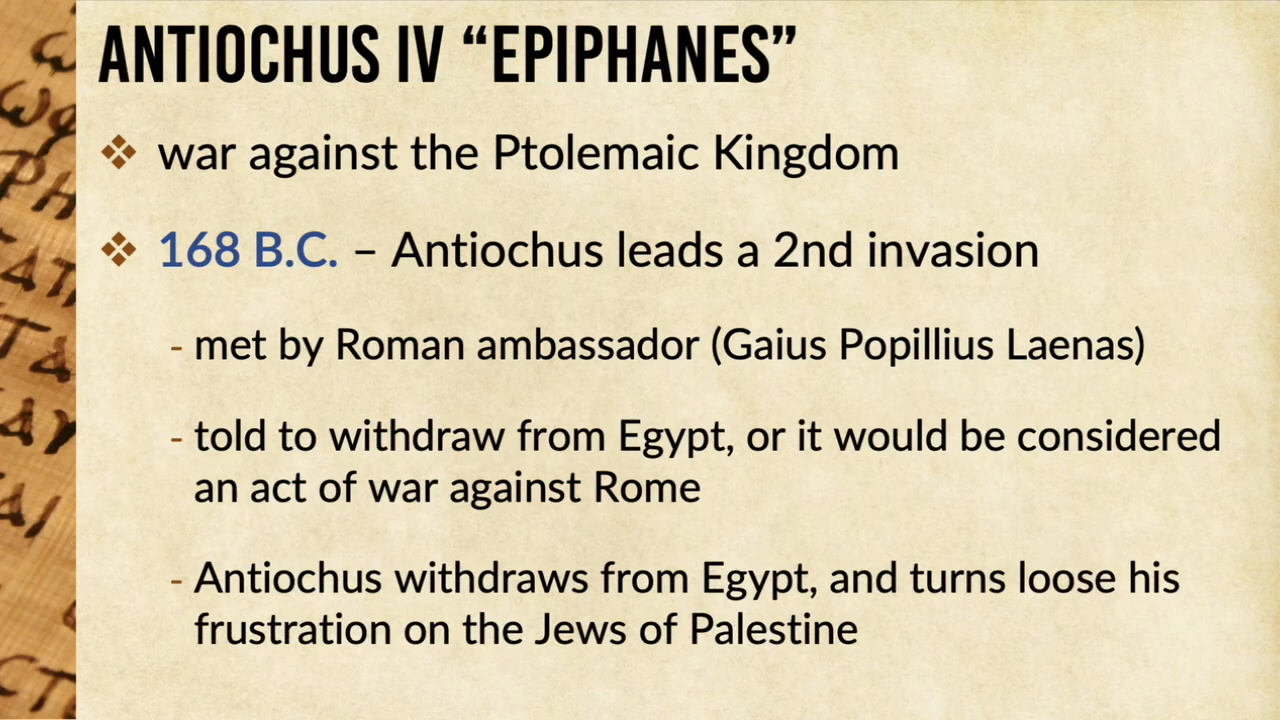 ANTIOCHUS IV “EPIPHANES”
❖ war against the Ptolemaic Kingdom
❖ 168 B.C. – Antiochus leads a 2nd invasion
- met by Roman ambassador (Gaius Popillius Laenas)
- told to withdraw from Egypt, or it would be considered
an act of war against Rome
- Antiochus withdraws from Egypt, and turns loose his
frustration on the Jews of Palestine